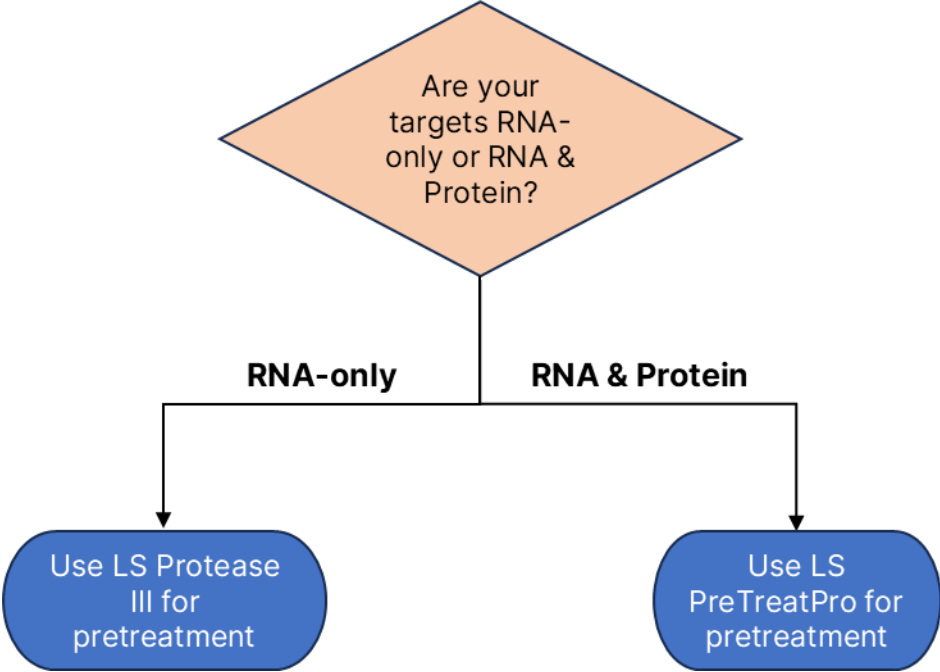 Are your
targets RNA-
only or RNA &
Protein?
RNA-only
RNA & Protein
Use LS Protease
III for
pretreatment
Use LS
PreTreatPro for
pretreatment